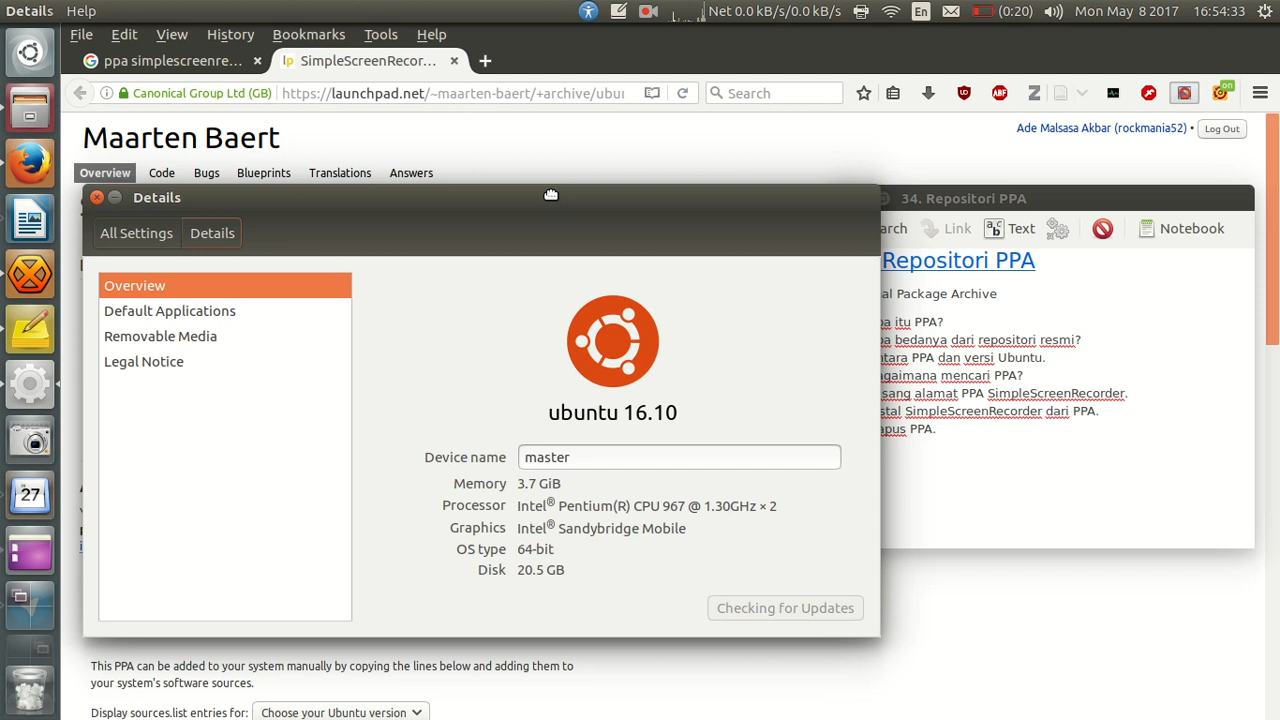 Details Help Net 0.0 kB/s/0.0 kB/s En (0:20) Mon May 8 2017 16:54:33
File Edit View History Bookmarks Tools Help
ppa simplescreenre... × SimpleScreenRecor... ×
Canonical Group Ltd (GB) https://launchpad.net/~maarten-baert/+archive/ubu Search
on
ABP
Maarten Baert
Ade Malsasa Akbar (rockmania52) • Log Out
Overview Code Bugs Blueprints Translations Answers
Details
34. Repositori PPA
All Settings Details
arch Link Text Notebook
Repositori PPA
Overview
Default Applications
Removable Media
Legal Notice
al Package Archive
pa itu PPA?
pa bedanya dari repositori resmi?
ntara PPA dan versi Ubuntu.
agaimana mencari PPA?
sang alamat PPA SimpleScreenRecorder.
stal SimpleScreenRecorder dari PPA.
apus PPA.
ubuntu 16.10
Device name master
Memory 3.7 GiB
Processor Intel® Pentium(R) CPU 967 @ 1.30GHz × 2
Graphics Intel® Sandybridge Mobile
OS type 64-bit
Disk 20.5 GB
Checking for Updates
27
This PPA can be added to your system manually by copying the lines below and adding them to
your system's software sources.
Display sources.list entries for: Choose your Ubuntu version